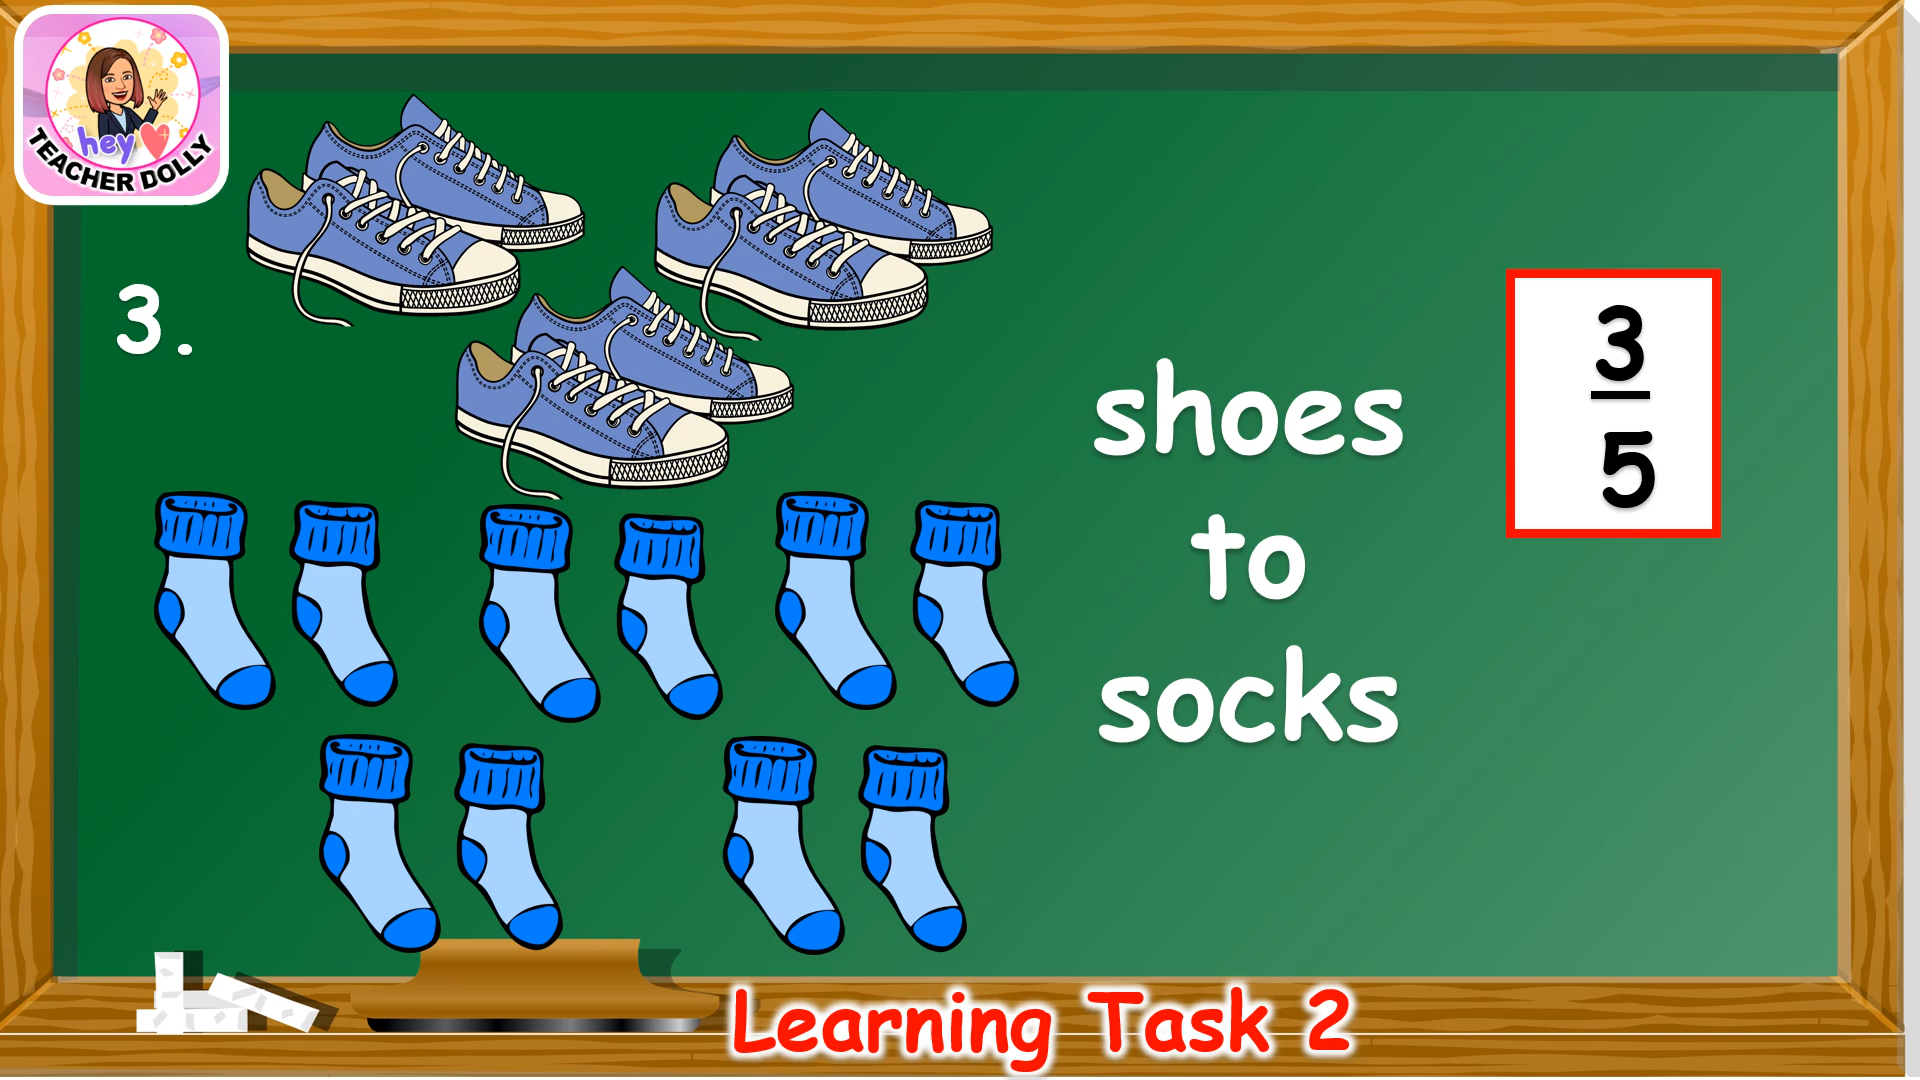 hey
TEACHER DOLLY
3.
shoes
to
socks
3
5
Learning Task 2